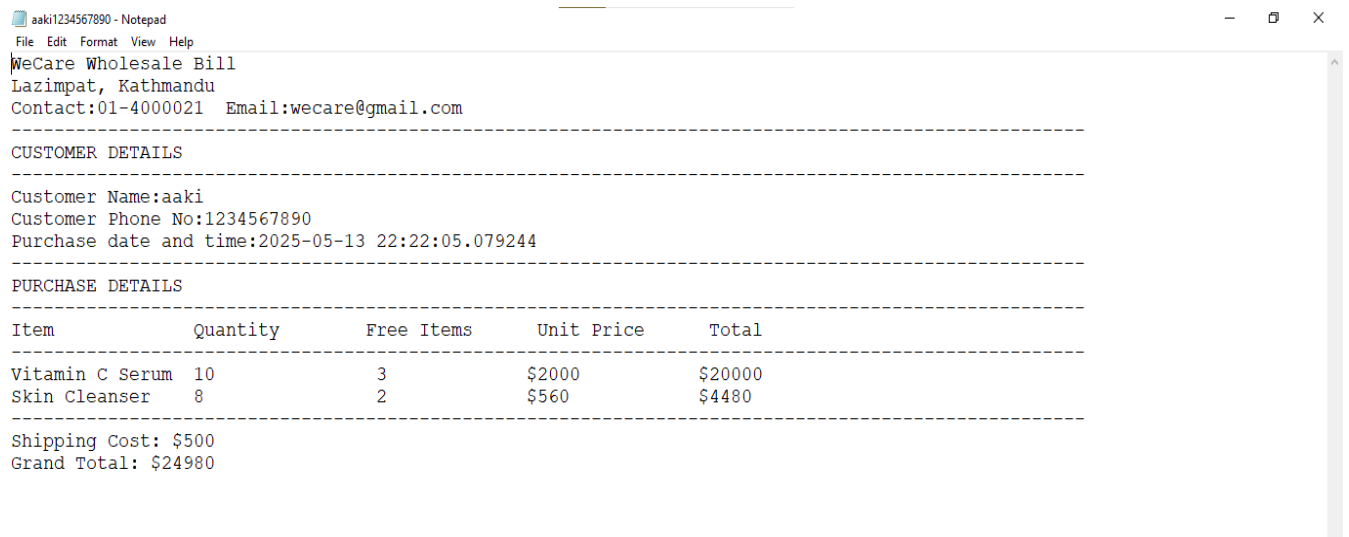 aaki1234567890 - Notepad
File Edit Format View Help
WeCare Wholesale Bill
Lazimpat, Kathmandu
Contact:01-4000021  Email:wecare@gmail.com
----------------------------------------------------------------------------------------------------
CUSTOMER DETAILS
----------------------------------------------------------------------------------------------------
Customer Name:aaki
Customer Phone No:1234567890
Purchase date and time:2025-05-13 22:22:05.079244
----------------------------------------------------------------------------------------------------
PURCHASE DETAILS
----------------------------------------------------------------------------------------------------
Item             Quantity        Free Items      Unit Price      Total
----------------------------------------------------------------------------------------------------
Vitamin C Serum  10               3             $2000           $20000
Skin Cleanser    8                2             $560            $4480
----------------------------------------------------------------------------------------------------
Shipping Cost: $500
Grand Total: $24980